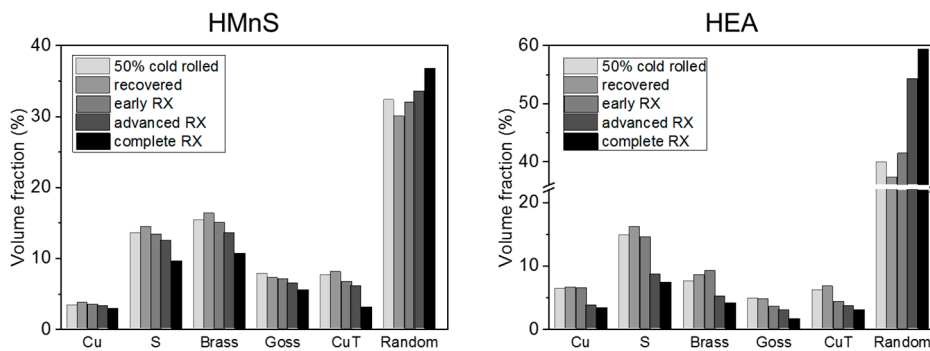 HMnS
Volume fraction (%)
40
30
20
10
0
50% cold rolled
recovered
early RX
advanced RX
complete RX
Cu S Brass Goss CuT Random
HEA
Volume fraction (%)
60
50
40
20
10
0
50% cold rolled
recovered
early RX
advanced RX
complete RX
Cu S Brass Goss CuT Random